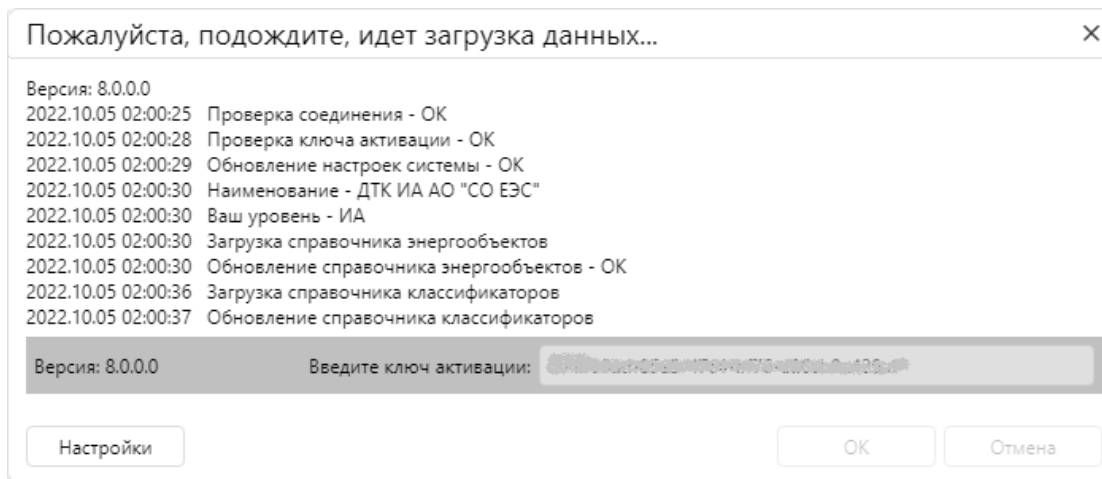 Пожалуйста, подождите, идет загрузка данных...
Версия: 8.0.0.0
2022.10.05 02:00:25 Проверка соединения - ОК
2022.10.05 02:00:28 Проверка ключа активации - ОК
2022.10.05 02:00:29 Обновление настроек системы - ОК
2022.10.05 02:00:30 Наименование - ДТК ИА АО "СО ЕЭС"
2022.10.05 02:00:30 Ваш уровень - ИА
2022.10.05 02:00:30 Загрузка справочника энергообъектов
2022.10.05 02:00:30 Обновление справочника энергообъектов - ОК
2022.10.05 02:00:36 Загрузка справочника классификаторов
2022.10.05 02:00:37 Обновление справочника классификаторов
Версия: 8.0.0.0 Введите ключ активации:
Настройки ОК Отмена